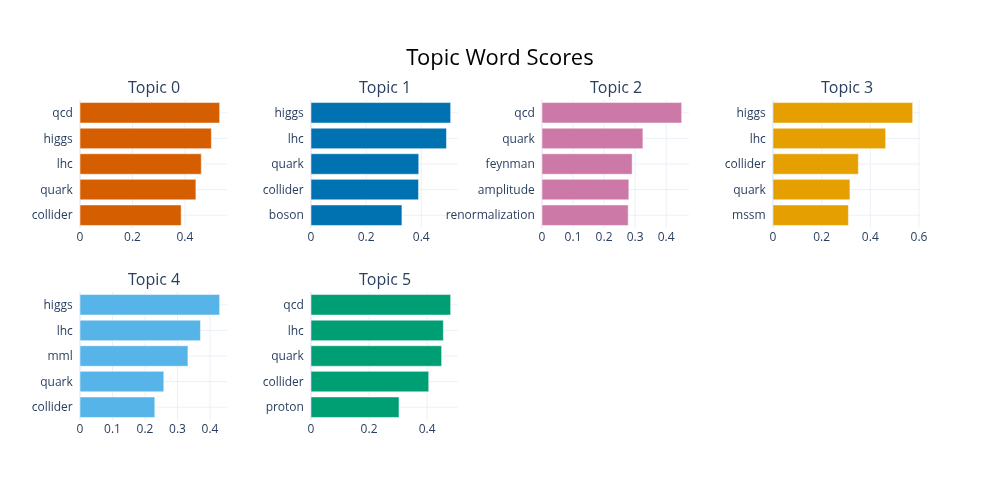 Topic Word Scores
Topic 0
qcd
higgs
lhc
quark
collider
0 0.2 0.4
Topic 1
higgs
lhc
quark
collider
boson
0 0.2 0.4
Topic 2
qcd
quark
feynman
amplitude
renormalization
0 0.1 0.2 0.3 0.4
Topic 3
higgs
lhc
collider
quark
mssm
0 0.2 0.4 0.6
Topic 4
higgs
lhc
mml
quark
collider
0 0.1 0.2 0.3 0.4
Topic 5
qcd
lhc
quark
collider
proton
0 0.2 0.4